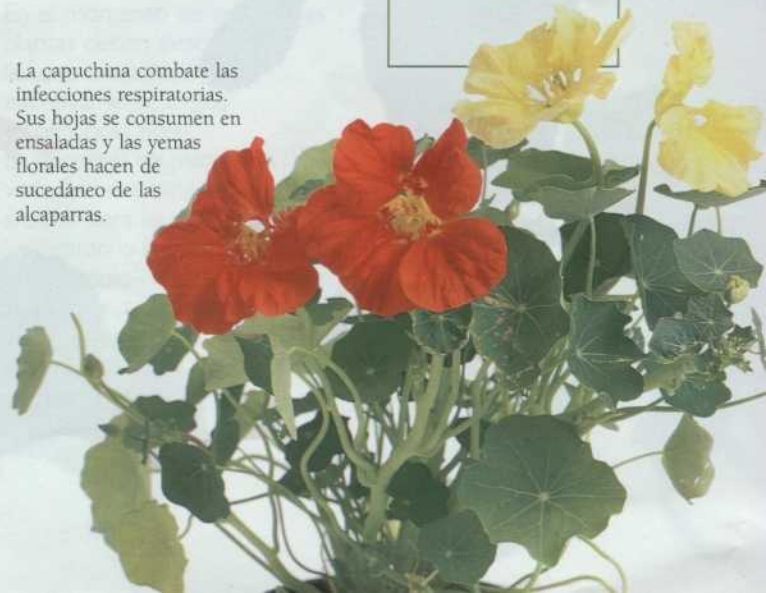 La capuchina combate las
infecciones respiratorias.
Sus hojas se consumen en
ensaladas y las yemas
florales hacen de
sucedáneo de las
alcaparras.